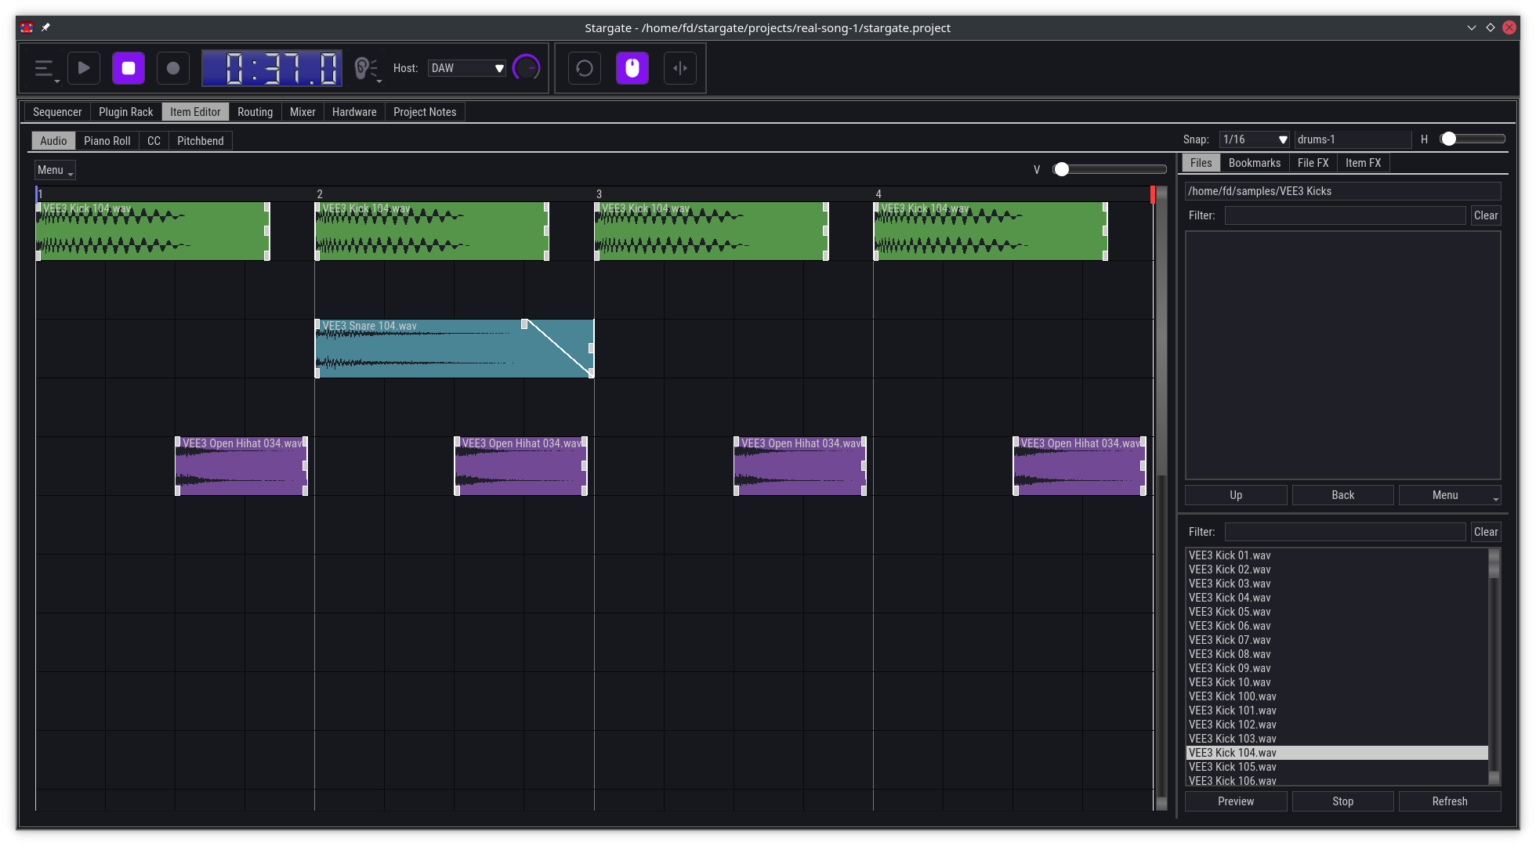 Stargate - /home/fd/stargate/projects/real-song-1/stargate.project
0:37.0
Host: DAW
Sequencer Plugin Rack Item Editor Routing Mixer Hardware Project Notes
Audio Piano Roll CC Pitchbend
Snap: 1/16 drums-1 H
Menu V
Files Bookmarks File FX Item FX
/home/fd/samples/VEE3 Kicks
Filter: Clear
1 2 3 4
VEE3 Kick 104.wav VEE3 Kick 104.wav VEE3 Kick 104.wav VEE3 Kick 104.wav
VEE3 Snare 104.wav
VEE3 Open Hihat 034.wav VEE3 Open Hihat 034.wav VEE3 Open Hihat 034.wav VEE3 Open Hihat 034.wav
Up Back Menu
Filter: Clear
VEE3 Kick 01.wav
VEE3 Kick 02.wav
VEE3 Kick 03.wav
VEE3 Kick 04.wav
VEE3 Kick 05.wav
VEE3 Kick 06.wav
VEE3 Kick 07.wav
VEE3 Kick 08.wav
VEE3 Kick 09.wav
VEE3 Kick 10.wav
VEE3 Kick 100.wav
VEE3 Kick 101.wav
VEE3 Kick 102.wav
VEE3 Kick 103.wav
VEE3 Kick 104.wav
VEE3 Kick 105.wav
VEE3 Kick 106.wav
Preview Stop Refresh